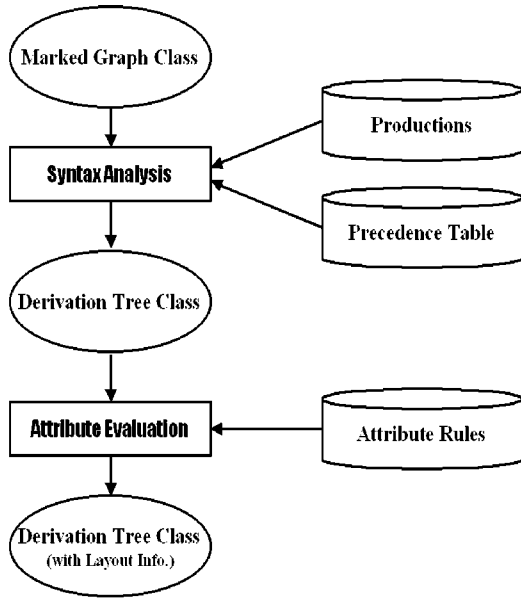 Marked Graph Class
Productions
Syntax Analysis
Precedence Table
Derivation Tree Class
Attribute Evaluation
Attribute Rules
Derivation Tree Class
(with Layout Info.)